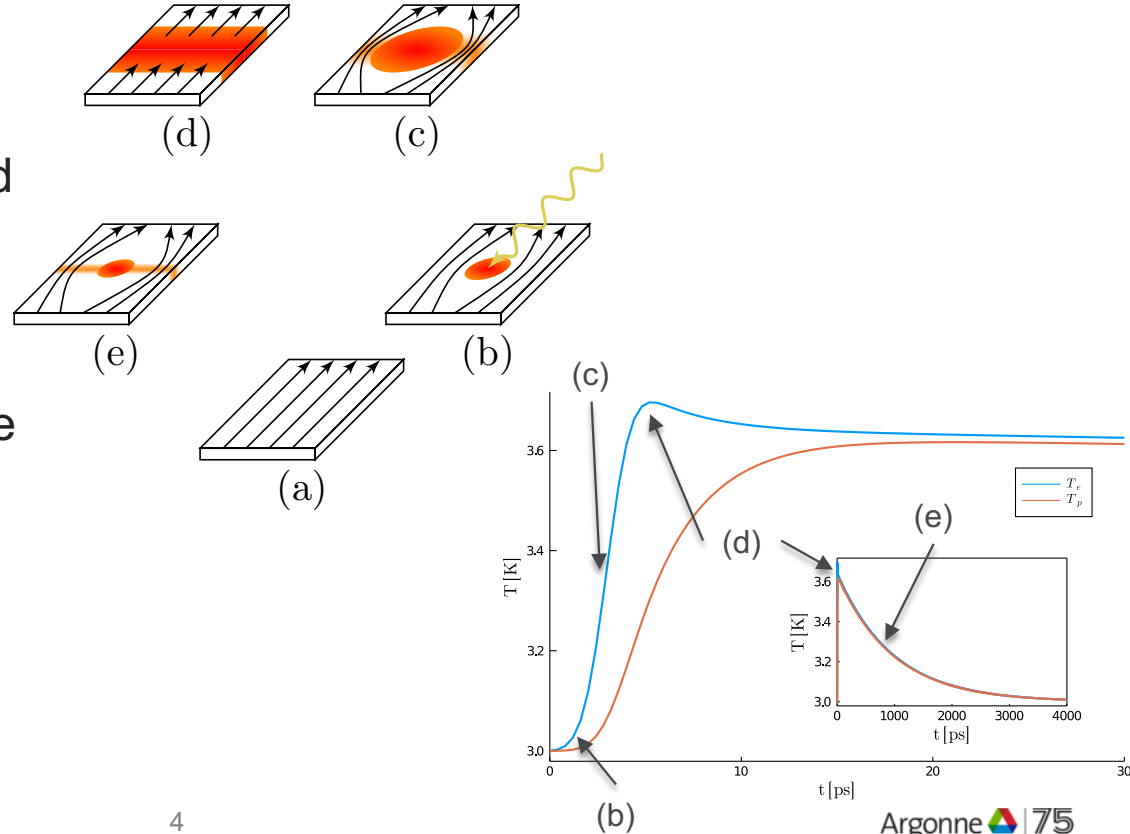 (d)
(c)
d
(e)
(b)
e
(a)
(c)
3.6
3.4
3.2
3.0
T [K]
0
10
20
30
t [ps]
T_e
T_p
(d)
(e)
(b)
3.6
3.4
3.2
3.0
T [K]
0
1000
2000
3000
4000
t [ps]
4
Argonne | 75